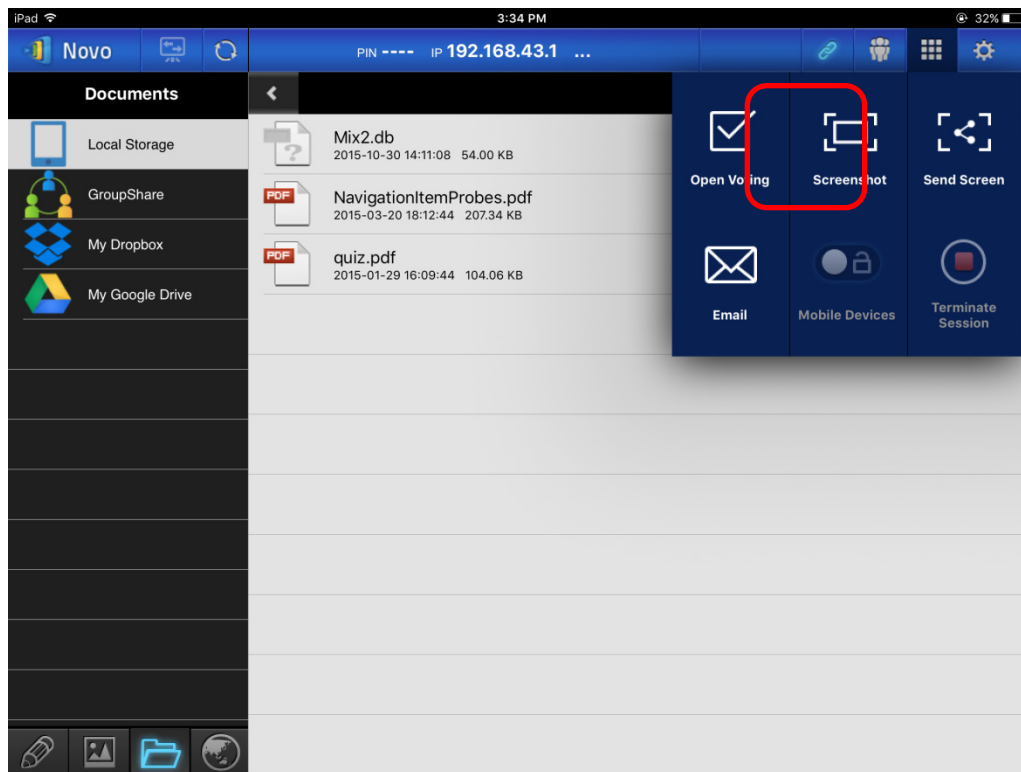 iPad 3:34 PM 32%
Novo PIN ---- IP 192.168.43.1 ...
Documents
Local Storage
GroupShare
My Dropbox
My Google Drive
Mix2.db
2015-10-30 14:11:08 54.00 KB
PDF NavigationItemProbes.pdf
2015-03-20 18:12:44 207.34 KB
PDF quiz.pdf
2015-01-29 16:09:44 104.06 KB
Open Voting Screenshot Send Screen
Email Mobile Devices Terminate
Session